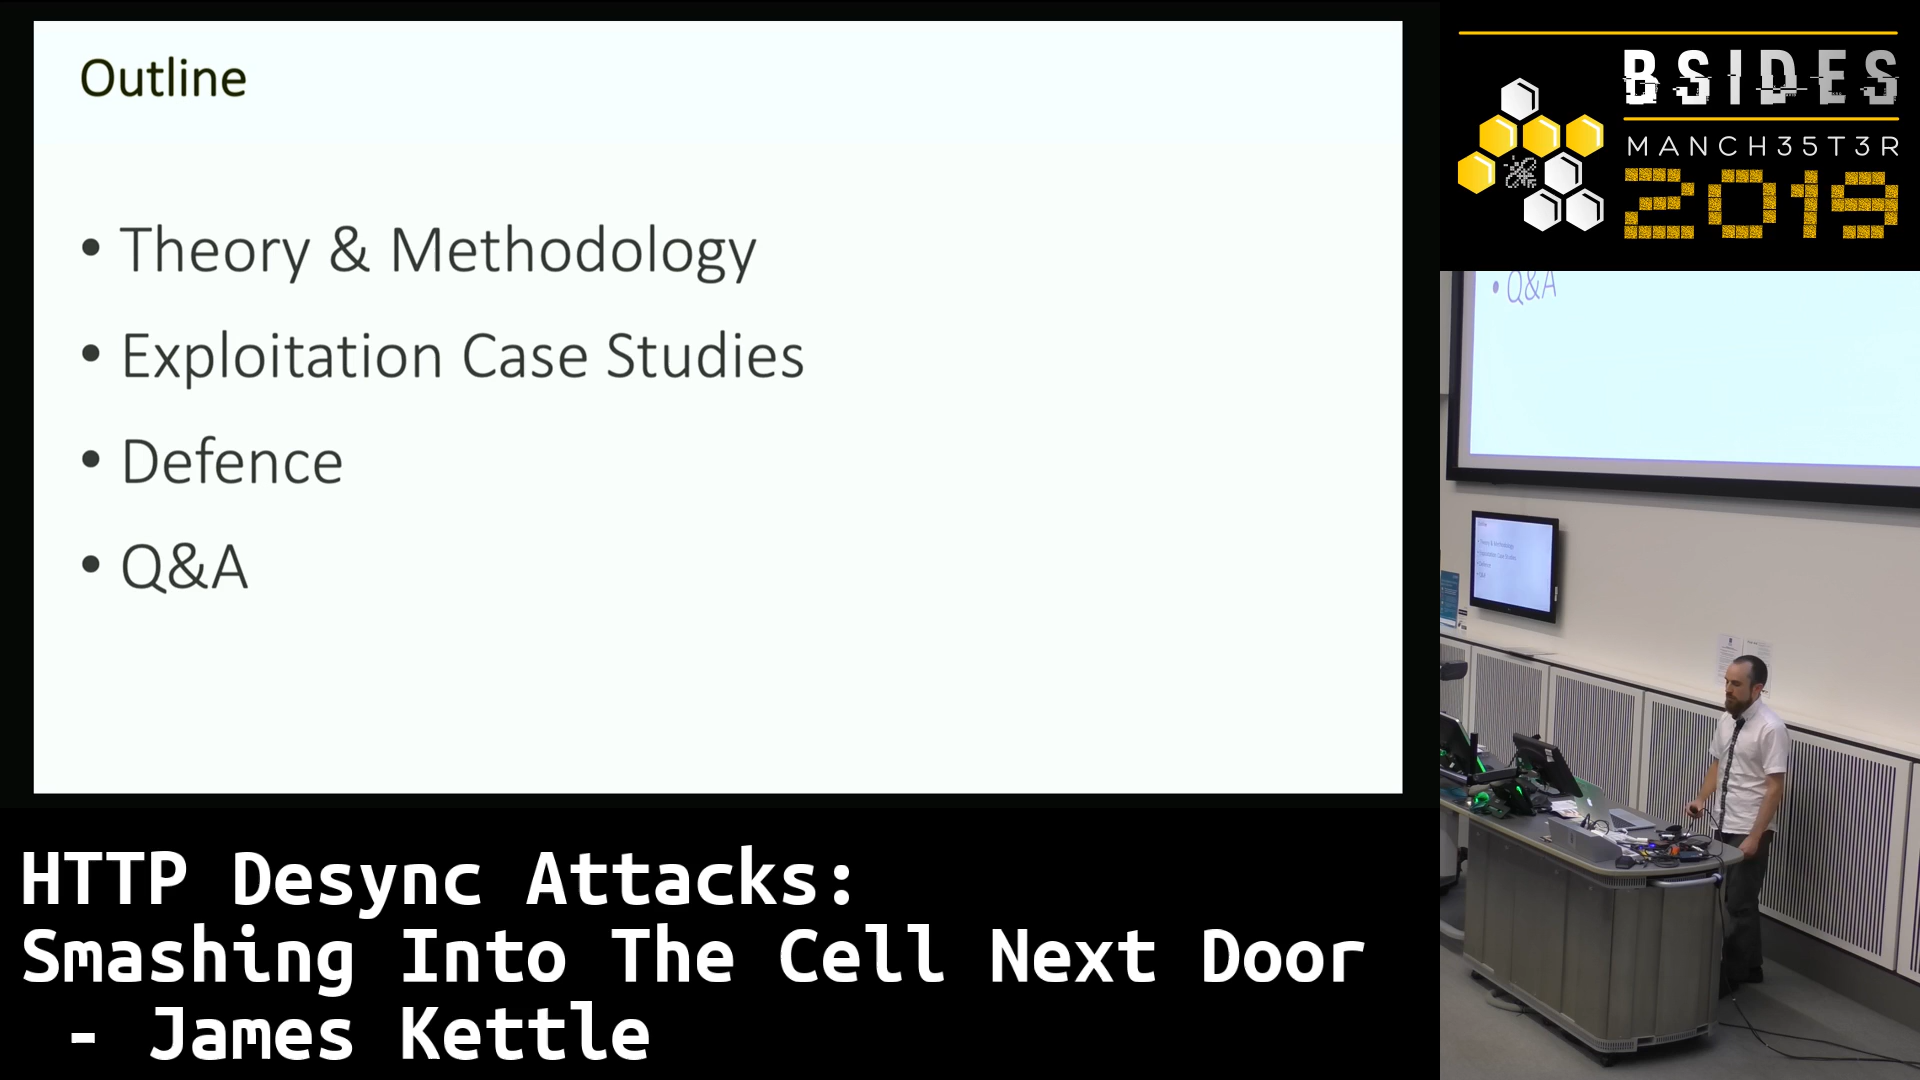 Outline
• Theory & Methodology
• Exploitation Case Studies
• Defence
• Q&A
BSIDES
MANCH35T3R
2019
• Q&A
HTTP Desync Attacks:
Smashing Into The Cell Next Door
- James Kettle